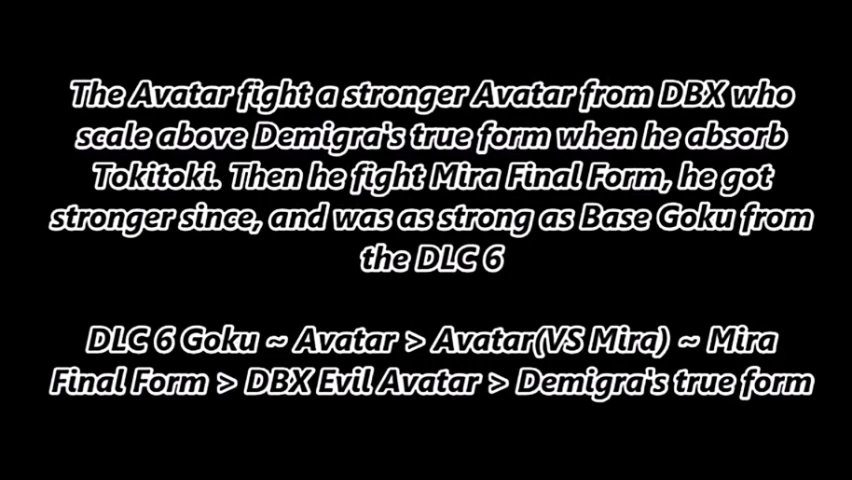 The Avatar fight a stronger Avatar from DBX who
scale above Demigra's true form when he absorb
Tokitoki. Then he fight Mira Final Form, he got
stronger since, and was as strong as Base Goku from
the DLC 6
DLC 6 Goku ~ Avatar > Avatar(VS Mira) ~ Mira
Final Form > DBX Evil Avatar > Demigra's true form